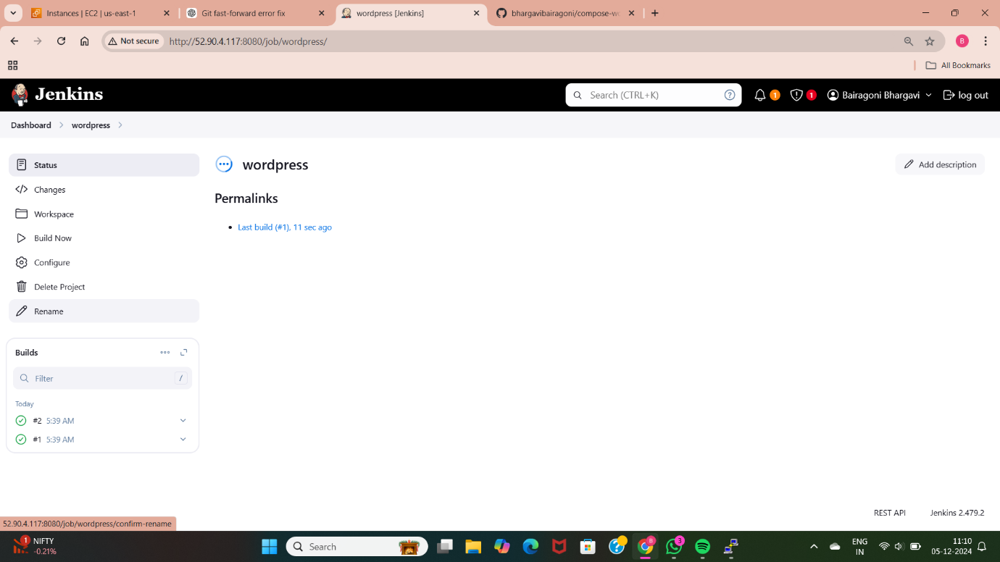 Instances | EC2 | us-east-1
Git fast-forward error fix
wordpress [Jenkins]
bhargavibairagoni/compose-wo
Not secure
http://52.90.4.117:8080/job/wordpress/
B
All Bookmarks
Jenkins
Search (CTRL+K)
?
1
1
Bairagoni Bhargavi
log out
Dashboard
wordpress
Status
wordpress
Add description
Changes
Permalinks
Workspace
Last build (#1), 11 sec ago
Build Now
Configure
Delete Project
Rename
Builds
Filter
/
Today
#2 5:39 AM
#1 5:39 AM
REST API
Jenkins 2.479.2
52.90.4.117:8080/job/wordpress/confirm-rename
1
NIFTY
-0.21%
Search
B
3
ENG
IN
11:10
05-12-2024